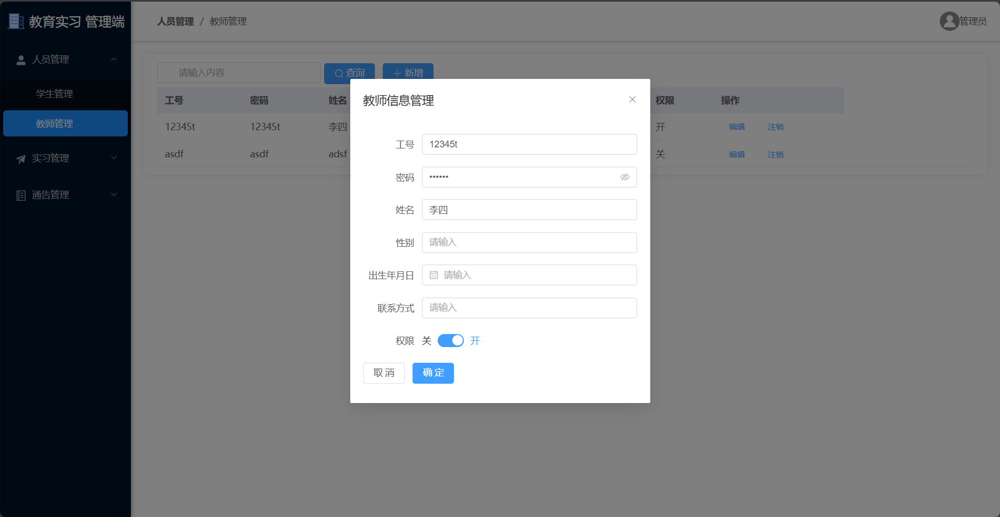 教育实习 管理端
人员管理 / 教师管理
管理员
人员管理
学生管理
教师管理
实习管理
通告管理
请输入内容
查询
新增
工号 密码 姓名 权限 操作
12345t 12345t 李四 开 编辑 注销
asdf asdf adsf 关 编辑 注销
教师信息管理
工号 12345t
密码 ••••••
姓名 李四
性别 请输入
出生年月日 请输入
联系方式 请输入
权限 关 开
取消 确定